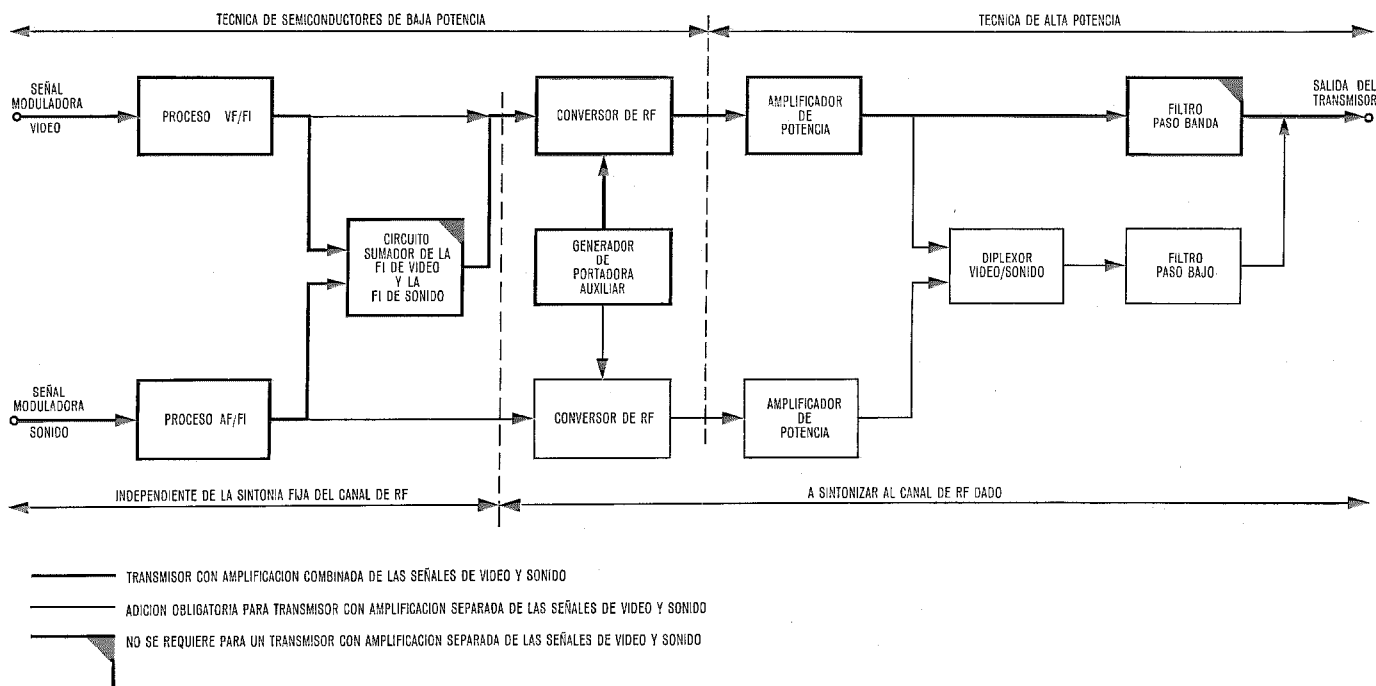 TECNICA DE SEMICONDUCTORES DE BAJA POTENCIA
TECNICA DE ALTA POTENCIA
SEÑAL
MODULADORA
VIDEO
PROCESO VF/FI
CONVERSOR DE RF
AMPLIFICADOR
DE
POTENCIA
FILTRO
PASO BANDA
SALIDA DEL
TRANSMISOR
CIRCUITO
SUMADOR DE LA
FI DE VIDEO
Y LA
FI DE SONIDO
GENERADOR
DE
PORTADORA
AUXILIAR
DIPLEXOR
VIDEO/SONIDO
FILTRO
PASO BAJO
SEÑAL
MODULADORA
SONIDO
PROCESO AF/FI
CONVERSOR DE RF
AMPLIFICADOR
DE
POTENCIA
INDEPENDIENTE DE LA SINTONIA FIJA DEL CANAL DE RF
A SINTONIZAR AL CANAL DE RF DADO
TRANSMISOR CON AMPLIFICACION COMBINADA DE LAS SEÑALES DE VIDEO Y SONIDO
ADICION OBLIGATORIA PARA TRANSMISOR CON AMPLIFICACION SEPARADA DE LAS SEÑALES DE VIDEO Y SONIDO
NO SE REQUIERE PARA UN TRANSMISOR CON AMPLIFICACION SEPARADA DE LAS SEÑALES DE VIDEO Y SONIDO